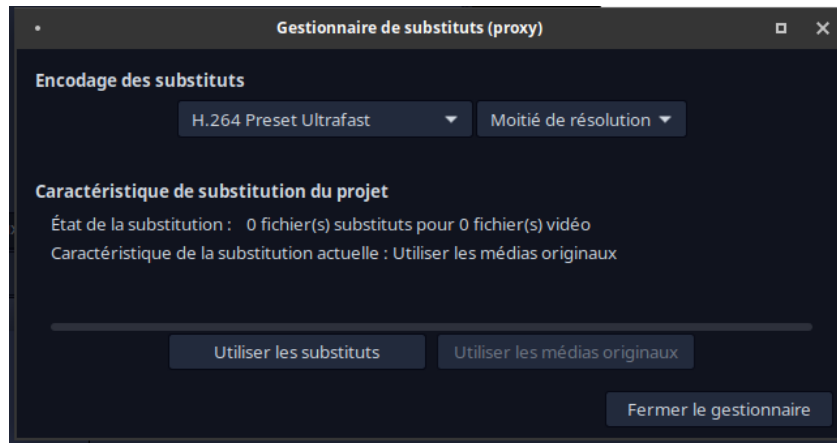 Gestionnaire de substituts (proxy)
Encodage des substituts
H.264 Preset Ultrafast
Moitié de résolution
Caractéristique de substitution du projet
État de la substitution : 0 fichier(s) substituts pour 0 fichier(s) vidéo
Caractéristique de la substitution actuelle : Utiliser les médias originaux
Utiliser les substituts
Utiliser les médias originaux
Fermer le gestionnaire